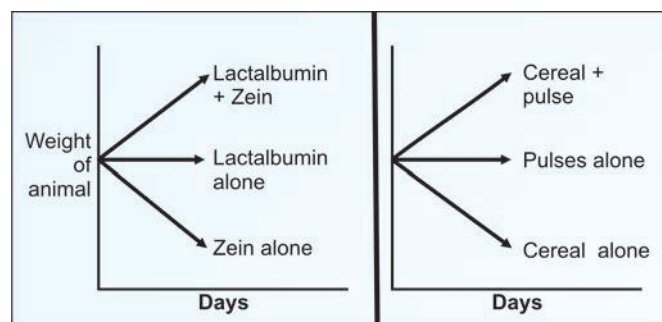 Weight
of
animal
Lactalbumin
+ Zein
Lactalbumin
alone
Zein alone
Days
Cereal +
pulse
Pulses alone
Cereal alone
Days